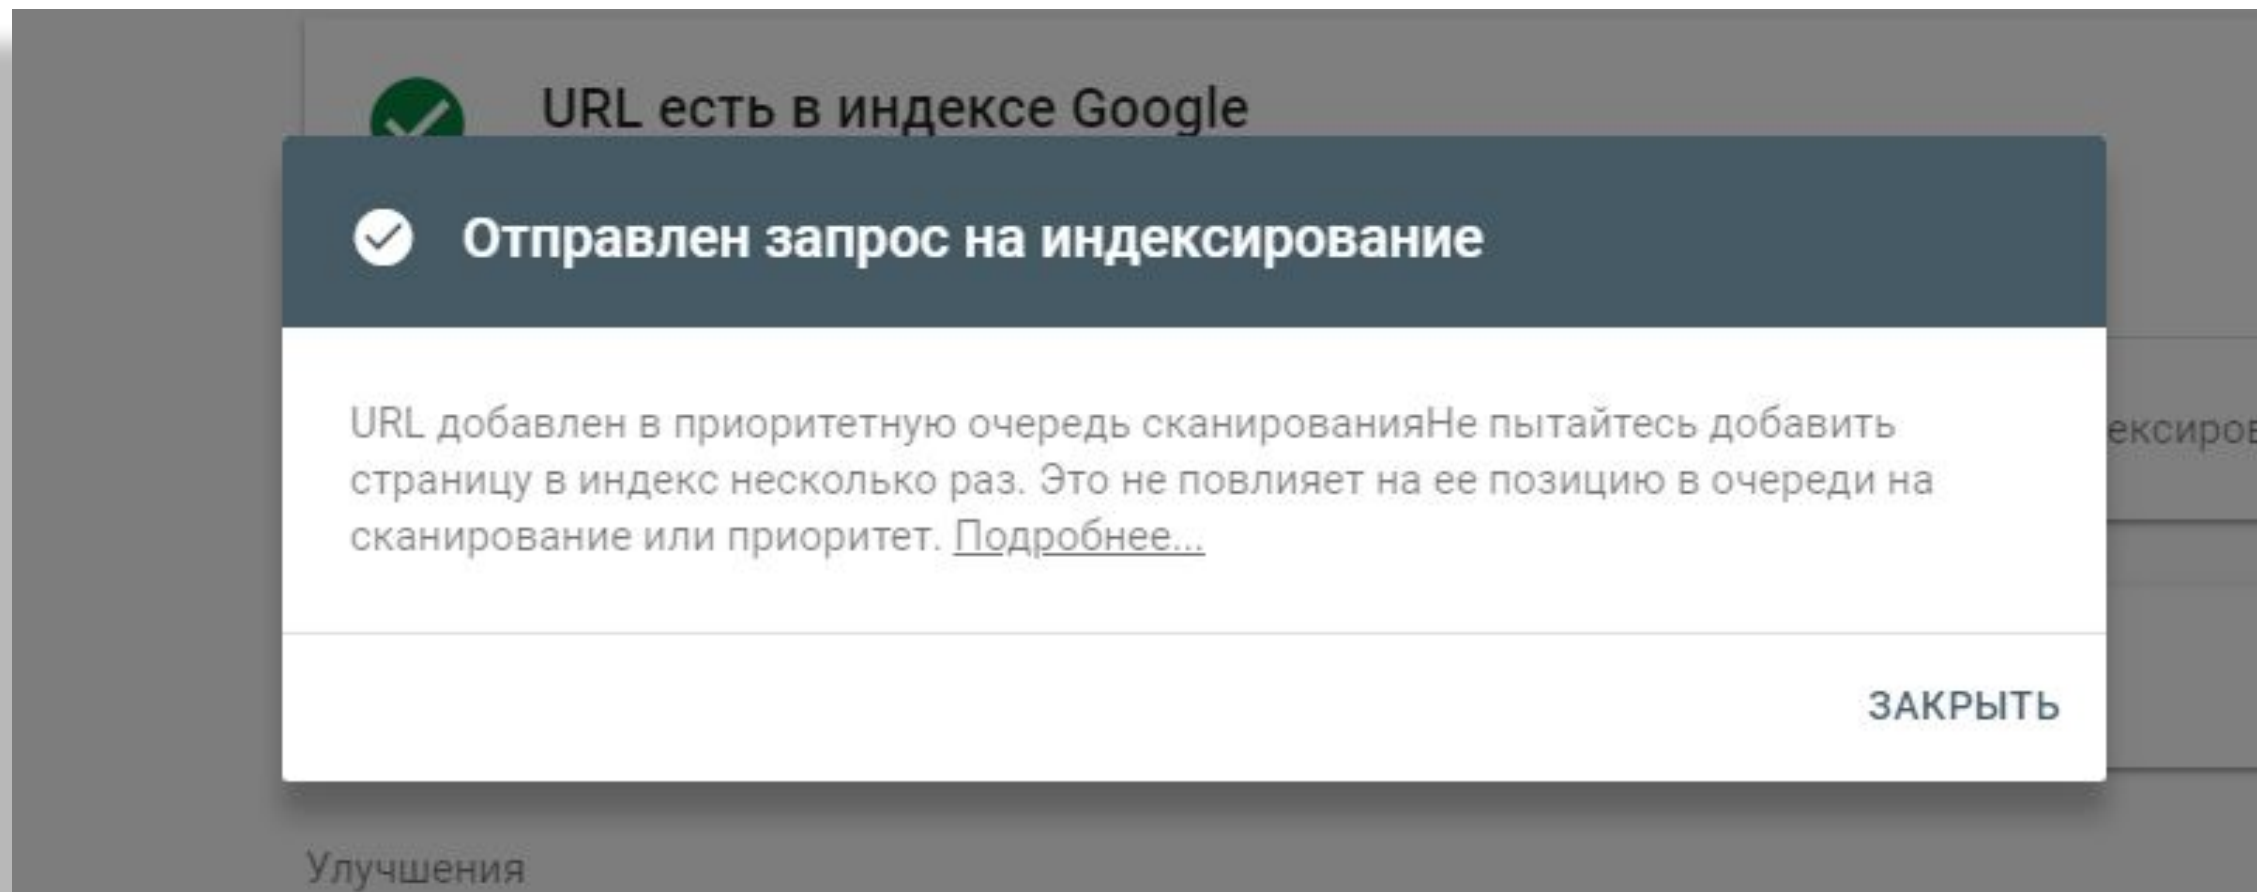 URL есть в индексе Google
Отправлен запрос на индексирование
URL добавлен в приоритетную очередь сканированияНе пытайтесь добавить
страницу в индекс несколько раз. Это не повлияет на ее позицию в очереди на
сканирование или приоритет. Подробнее...
ЗАКРЫТЬ
Улучшения